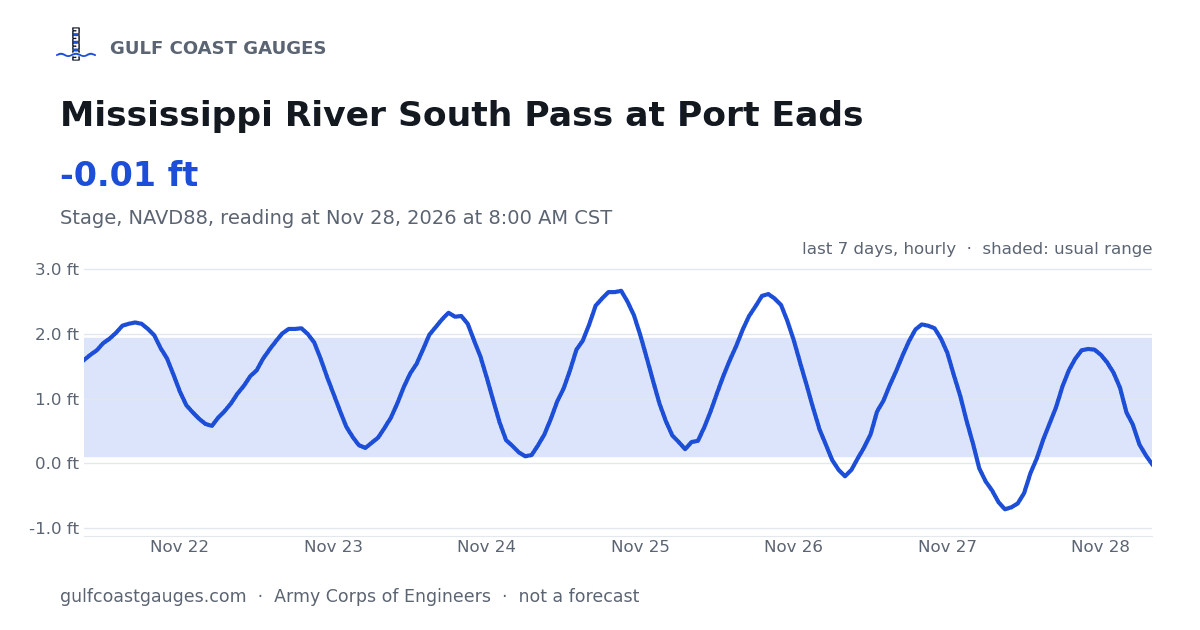 GULF COAST GAUGES
Mississippi River South Pass at Port Eads
-0.01 ft
Stage, NAVD88, reading at Nov 28, 2026 at 8:00 AM CST
last 7 days, hourly · shaded: usual range
3.0 ft
2.0 ft
1.0 ft
0.0 ft
-1.0 ft
Nov 22 Nov 23 Nov 24 Nov 25 Nov 26 Nov 27 Nov 28
gulfcoastgauges.com · Army Corps of Engineers · not a forecast